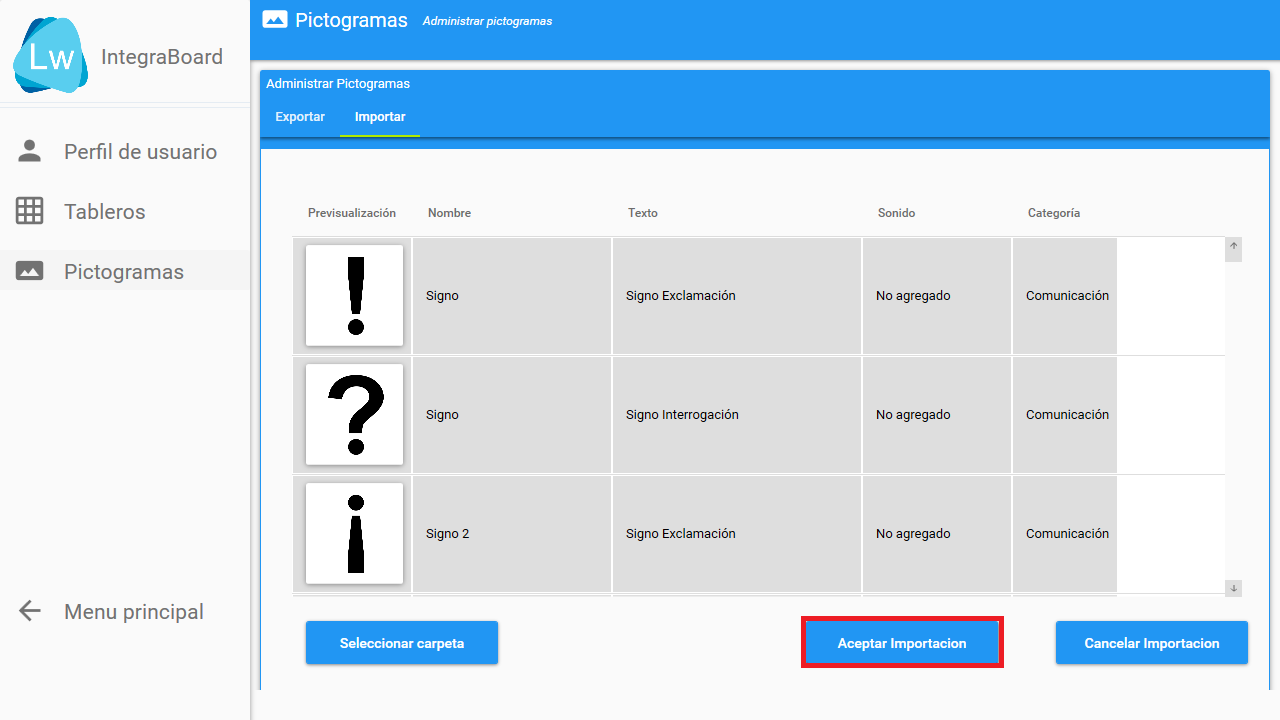 Lw IntegraBoard
Pictogramas Administrar pictogramas
Administrar Pictogramas
Exportar Importar
Perfil de usuario
Tableros
Pictogramas
Menu principal
Previsualización Nombre Texto Sonido Categoría
! Signo Signo Exclamación No agregado Comunicación
? Signo Signo Interrogación No agregado Comunicación
¡ Signo 2 Signo Exclamación No agregado Comunicación
Seleccionar carpeta Aceptar Importacion Cancelar Importacion